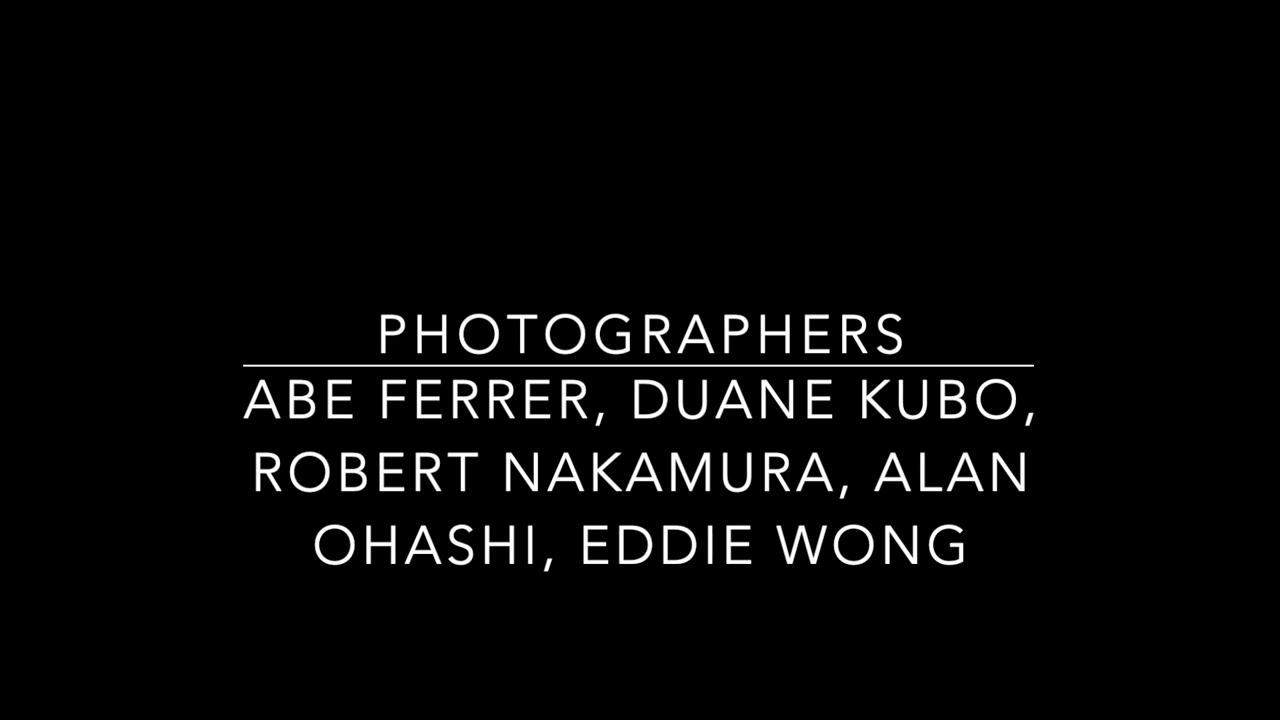 PHOTOGRAPHERS
ABE FERRER, DUANE KUBO,
ROBERT NAKAMURA, ALAN
OHASHI, EDDIE WONG